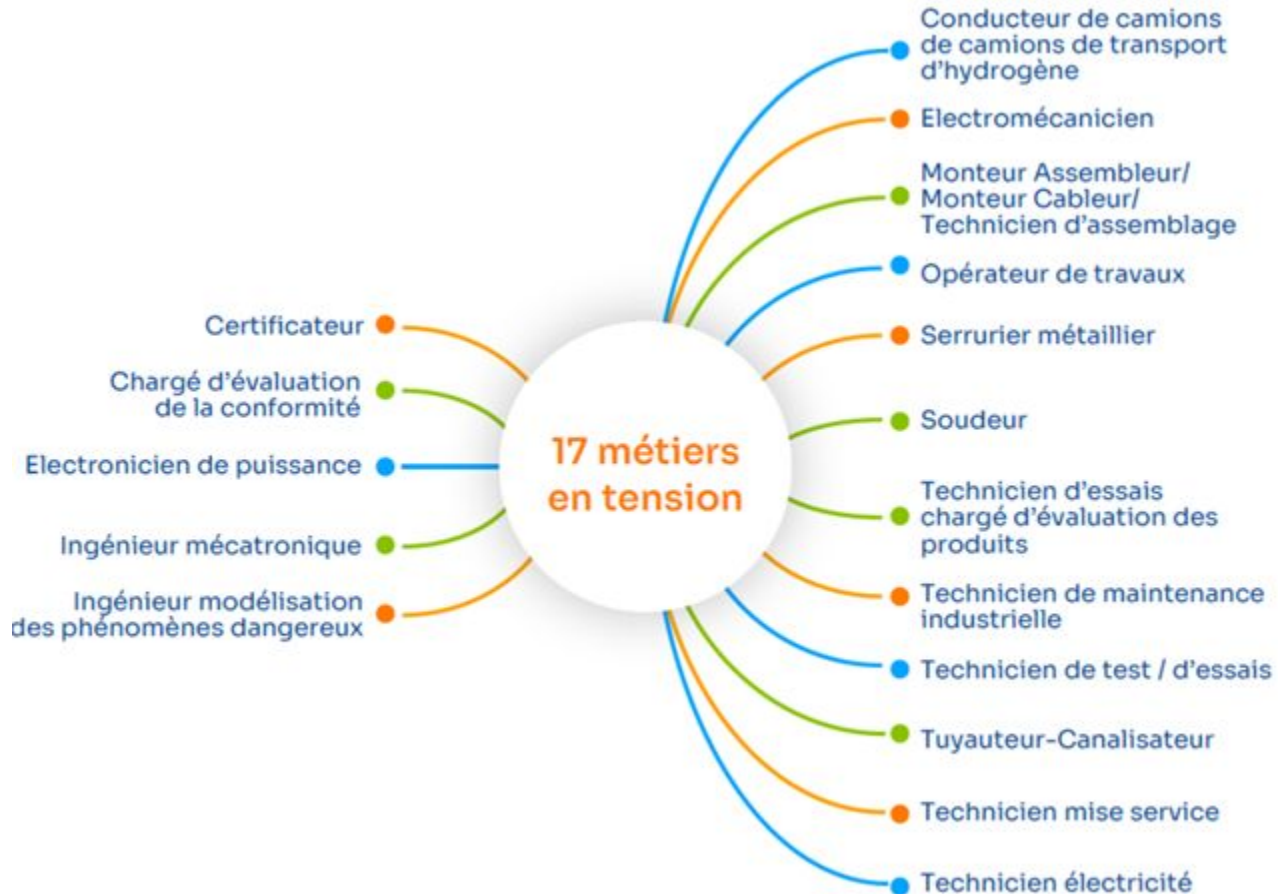 17 métiers
en tension
Certificateur
Chargé d'évaluation
de la conformité
Electronicien de puissance
Ingénieur mécatronique
Ingénieur modélisation
des phénomènes dangereux
Conducteur de camions
de camions de transport
d'hydrogène
Electromécanicien
Monteur Assembleur/
Monteur Cableur/
Technicien d'assemblage
Opérateur de travaux
Serrurier métaillier
Soudeur
Technicien d'essais
chargé d'évaluation des
produits
Technicien de maintenance
industrielle
Technicien de test / d'essais
Tuyauteur-Canalisateur
Technicien mise service
Technicien électricité